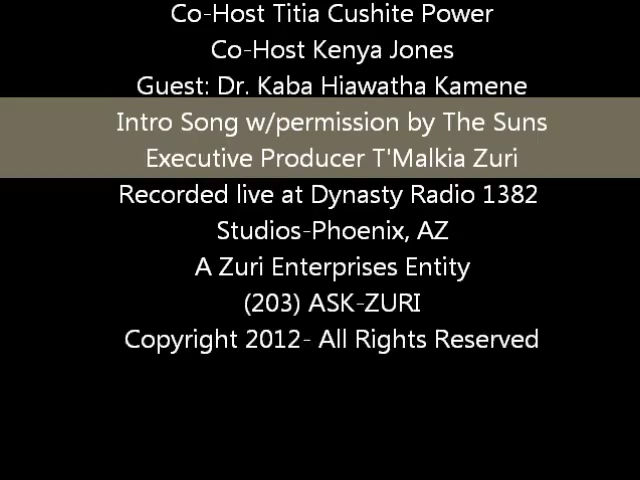 Co-Host Titia Cushite Power
Co-Host Kenya Jones
Guest: Dr. Kaba Hiawatha Kamene
Intro Song w/permission by The Suns
Executive Producer T'Malkia Zuri
Recorded live at Dynasty Radio 1382
Studios-Phoenix, AZ
A Zuri Enterprises Entity
(203) ASK-ZURI
Copyright 2012- All Rights Reserved